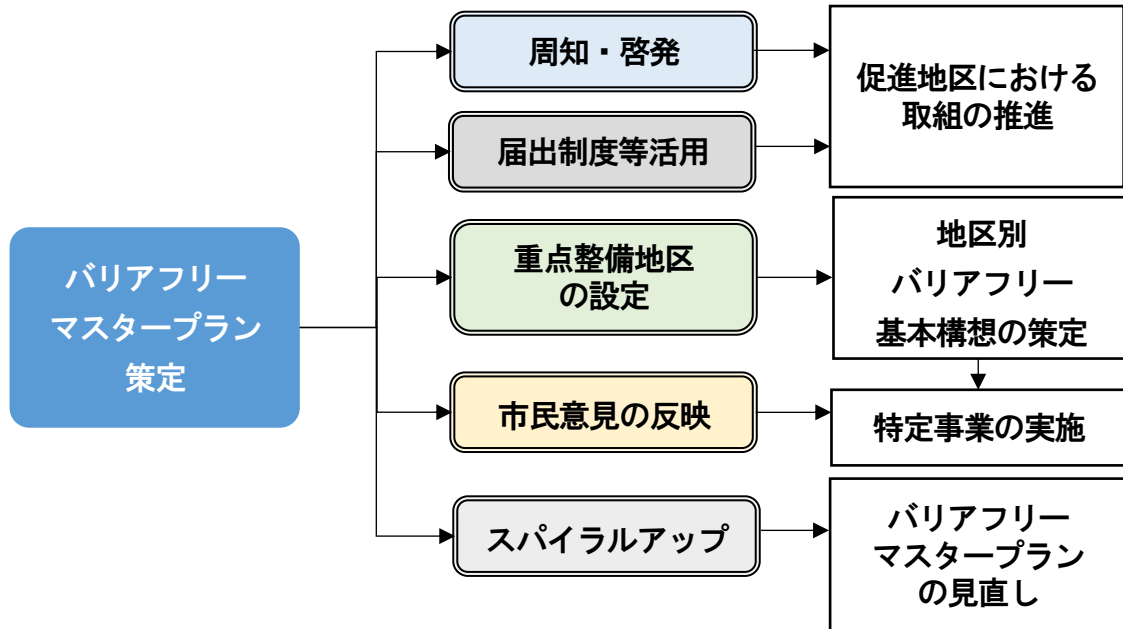 バリアフリー
マスタープラン
策定
周知・啓発
届出制度等活用
重点整備地区
の設定
市民意見の反映
スパイラルアップ
促進地区における
取組の推進
地区別
バリアフリー
基本構想の策定
特定事業の実施
バリアフリー
マスタープラン
の見直し